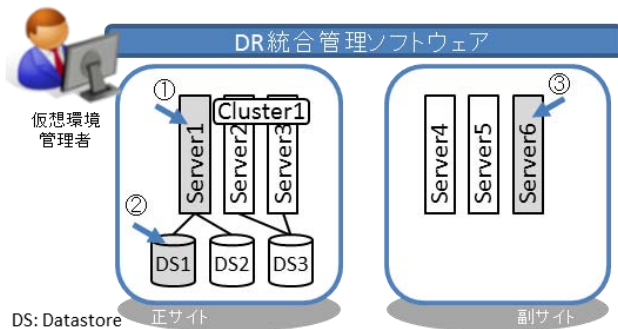 DR統合管理ソフトウェア
仮想環境
管理者
①
Server1
Server2
Server3
Cluster1
②
DS1
DS2
DS3
③
Server4
Server5
Server6
DS: Datastore
正サイト
副サイト